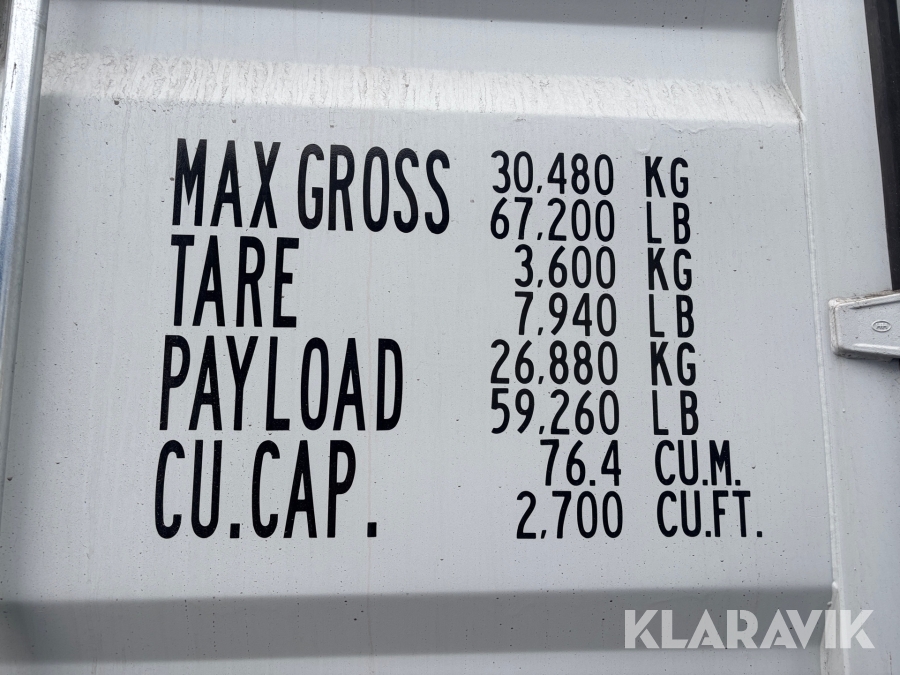 MAX GROSS 30,480 KG
67,200 LB
TARE 3,600 KG
7,940 LB
PAYLOAD 26,880 KG
59,260 LB
CU.CAP. 76.4 CU.M.
2,700 CU.FT.
KLARAVIK